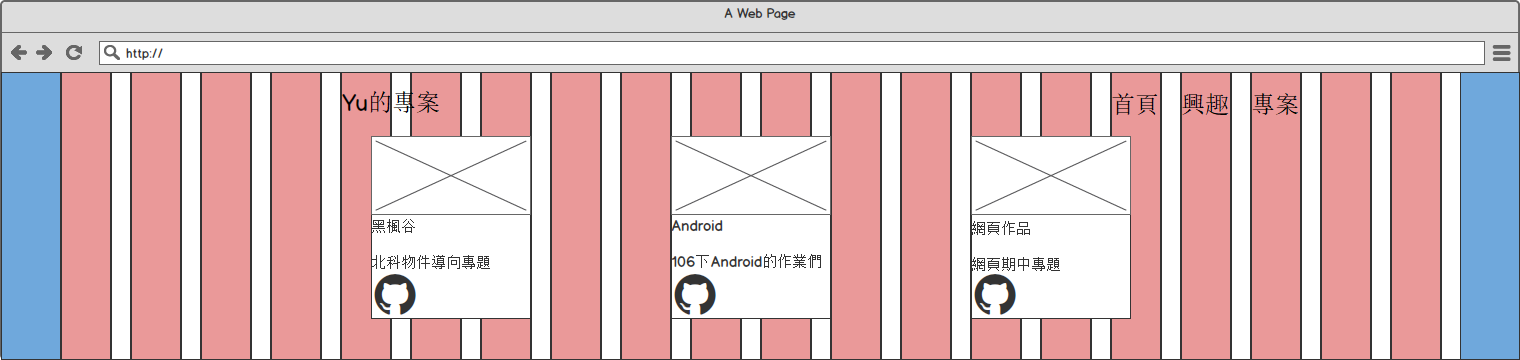 A Web Page
http://
Yu的專案
首頁 興趣 專案
黑楓谷
北科物件導向專題
Android
106下Android的作業們
網頁作品
網頁期中專題